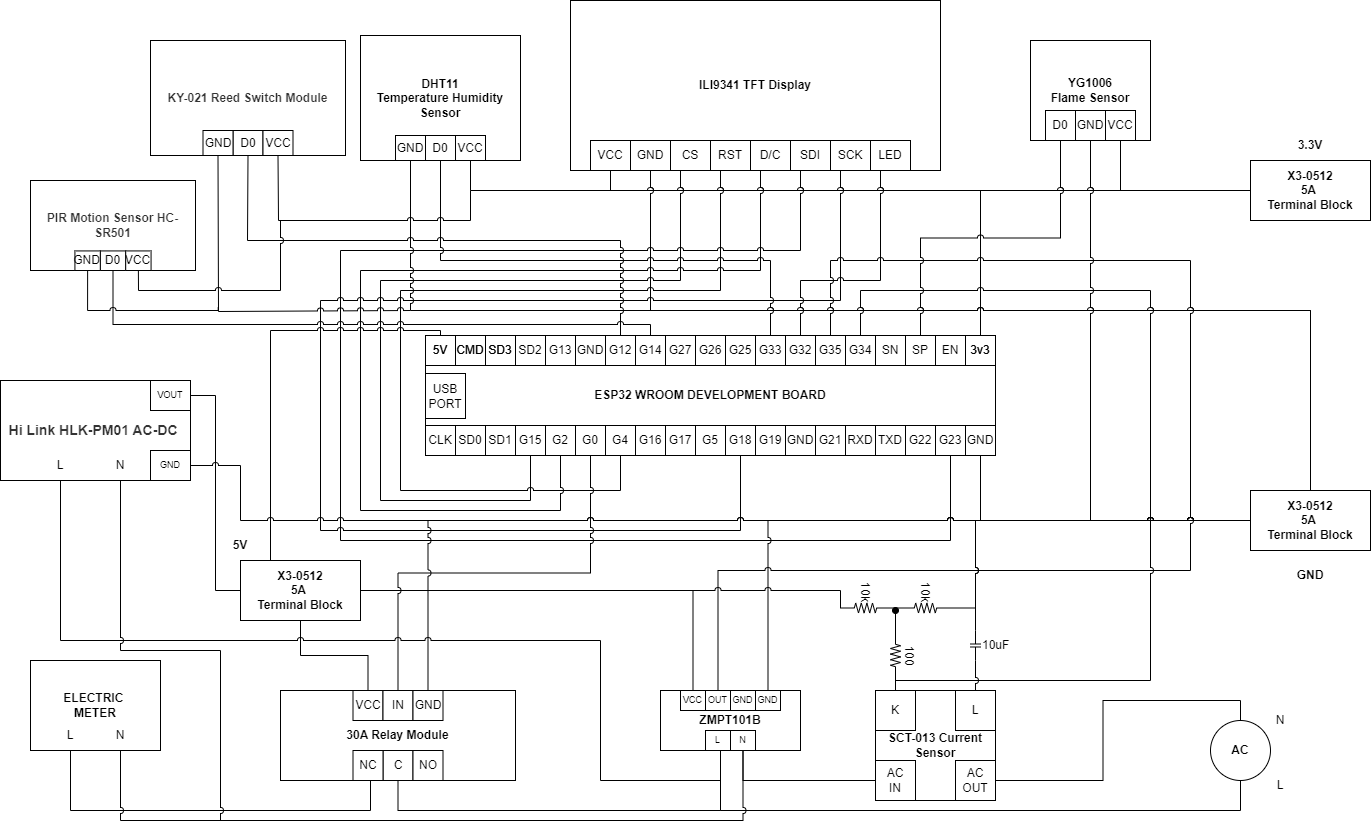 ILI9341 TFT Display
VCC GND CS RST D/C SDI SCK LED
KY-021 Reed Switch Module
GND D0 VCC
DHT11
Temperature Humidity
Sensor
GND D0 VCC
YG1006
Flame Sensor
D0 GND VCC
3.3V
X3-0512
5A
Terminal Block
PIR Motion Sensor HC-
SR501
GND D0 VCC
5V CMD SD3 SD2 G13 GND G12 G14 G27 G26 G25 G33 G32 G35 G34 SN SP EN 3v3
USB
PORT
ESP32 WROOM DEVELOPMENT BOARD
CLK SD0 SD1 G15 G2 G0 G4 G16 G17 G5 G18 G19 GND G21 RXD TXD G22 G23 GND
VOUT
Hi Link HLK-PM01 AC-DC
L N GND
X3-0512
5A
Terminal Block
GND
5V
X3-0512
5A
Terminal Block
10k 10k
100
10uF
ELECTRIC
METER
L N
VCC IN GND
30A Relay Module
NC C NO
VCC OUT GND GND
ZMPT101B
L N
K L
SCT-013 Current
Sensor
AC
IN
AC
OUT
N
AC
L